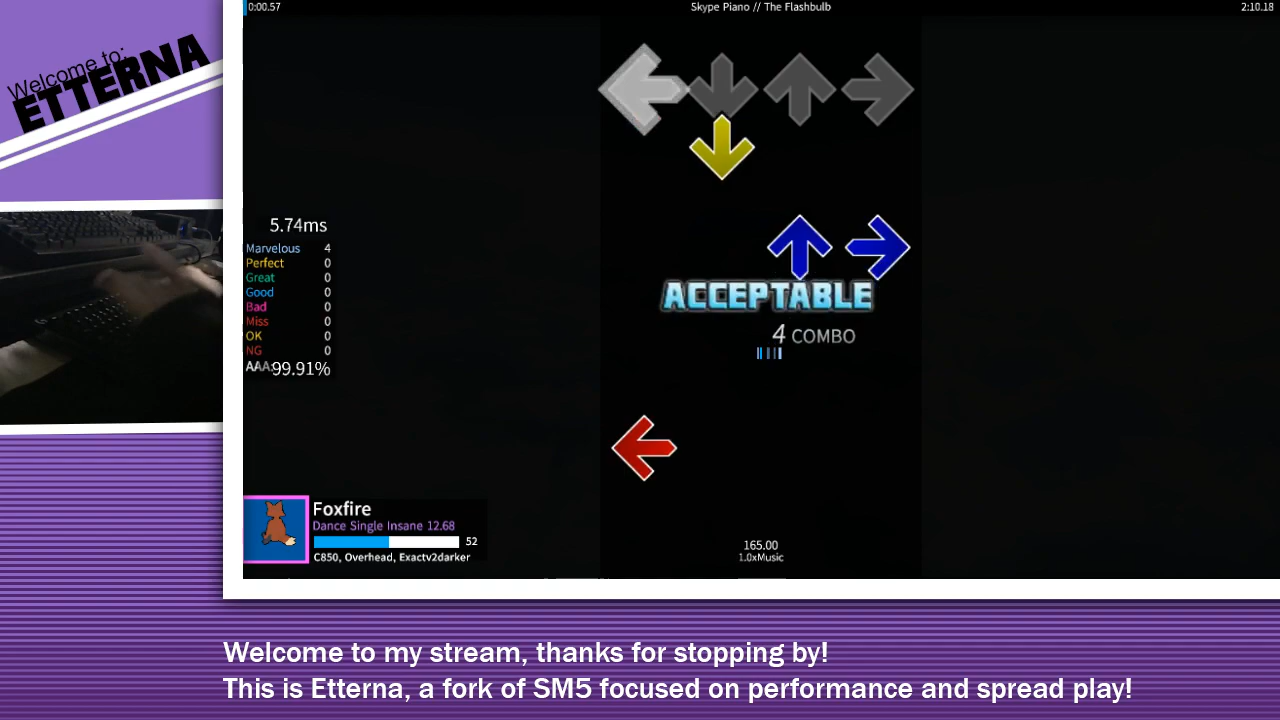 0:00.57
Skype Piano // The Flashbulb
2:10.18
Welcome to:
ETTERNA
5.74ms
Marvelous 4
Perfect 0
Great 0
Good 0
Bad 0
Miss 0
OK 0
NG 0
AAA: 99.91%
ACCEPTABLE
4 COMBO
Foxfire
Dance Single Insane 12.68
52
C850, Overhead, Exactv2darker
165.00
1.0xMusic
Welcome to my stream, thanks for stopping by!
This is Etterna, a fork of SM5 focused on performance and spread play!